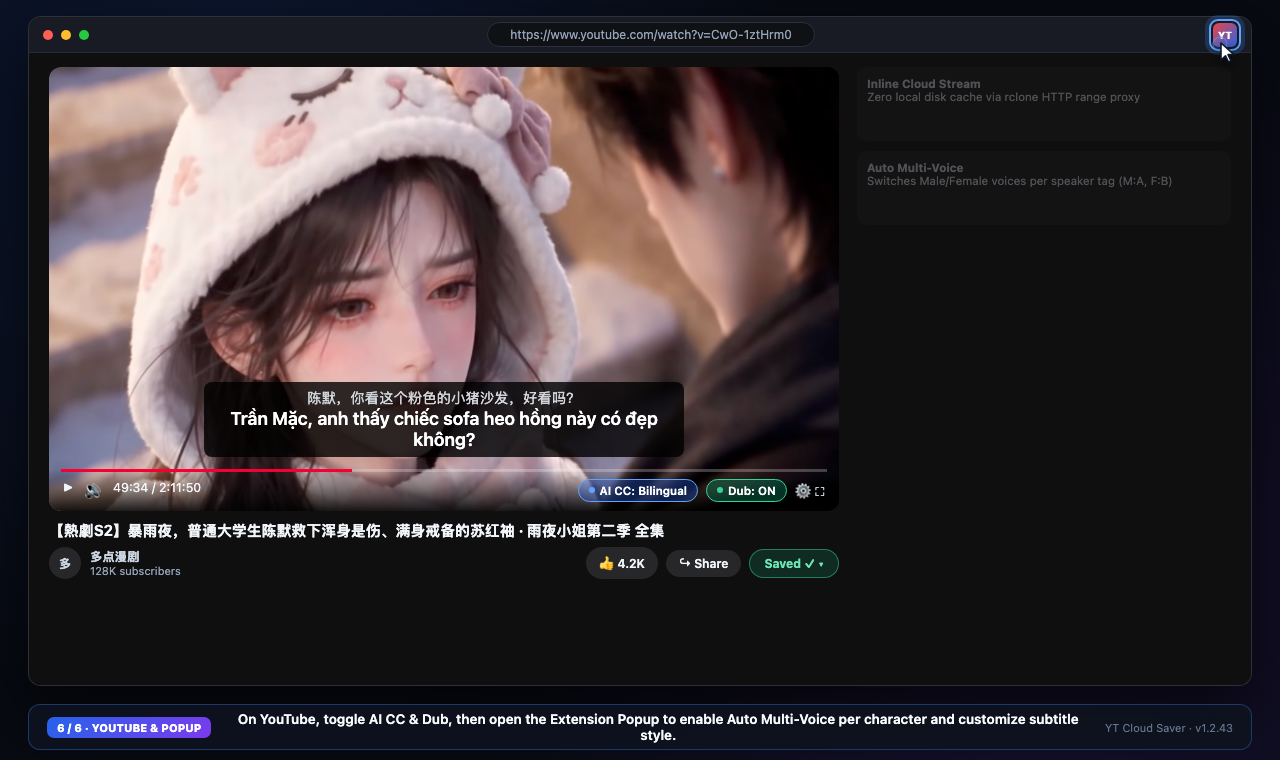 https://www.youtube.com/watch?v=CwO-1ztHrm0
YT
Inline Cloud Stream
Zero local disk cache via rclone HTTP range proxy
Auto Multi-Voice
Switches Male/Female voices per speaker tag (M:A, F:B)
陈默，你看这个粉色的小猪沙发，好看吗？
Trần Mặc, anh thấy chiếc sofa heo hồng này có đẹp
không?
49:34 / 2:11:50
AI CC: Bilingual
Dub: ON
【熱劇S2】暴雨夜，普通大学生陈默救下浑身是伤、满身戒备的苏红袖 · 雨夜小姐第二季 全集
多
多点漫剧
128K subscribers
👍 4.2K
↪ Share
Saved ✓ ▾
6 / 6 · YOUTUBE & POPUP
On YouTube, toggle AI CC & Dub, then open the Extension Popup to enable Auto Multi-Voice per character and customize subtitle
style.
YT Cloud Saver · v1.2.43